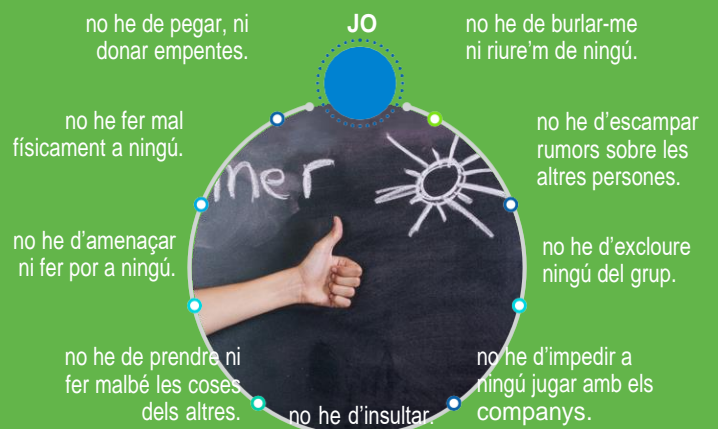 JO
no he de pegar, ni
donar empentes.
no he fer mal
físicament a ningú.
no he d’amenaçar
ni fer por a ningú.
no he de prendre ni
fer malbé les coses
dels altres.
no he d’insultar.
no he de burlar-me
ni riure’m de ningú.
no he d’escampar
rumors sobre les
altres persones.
no he d’excloure
ningú del grup.
no he d’impedir a
ningú jugar amb els
companys.